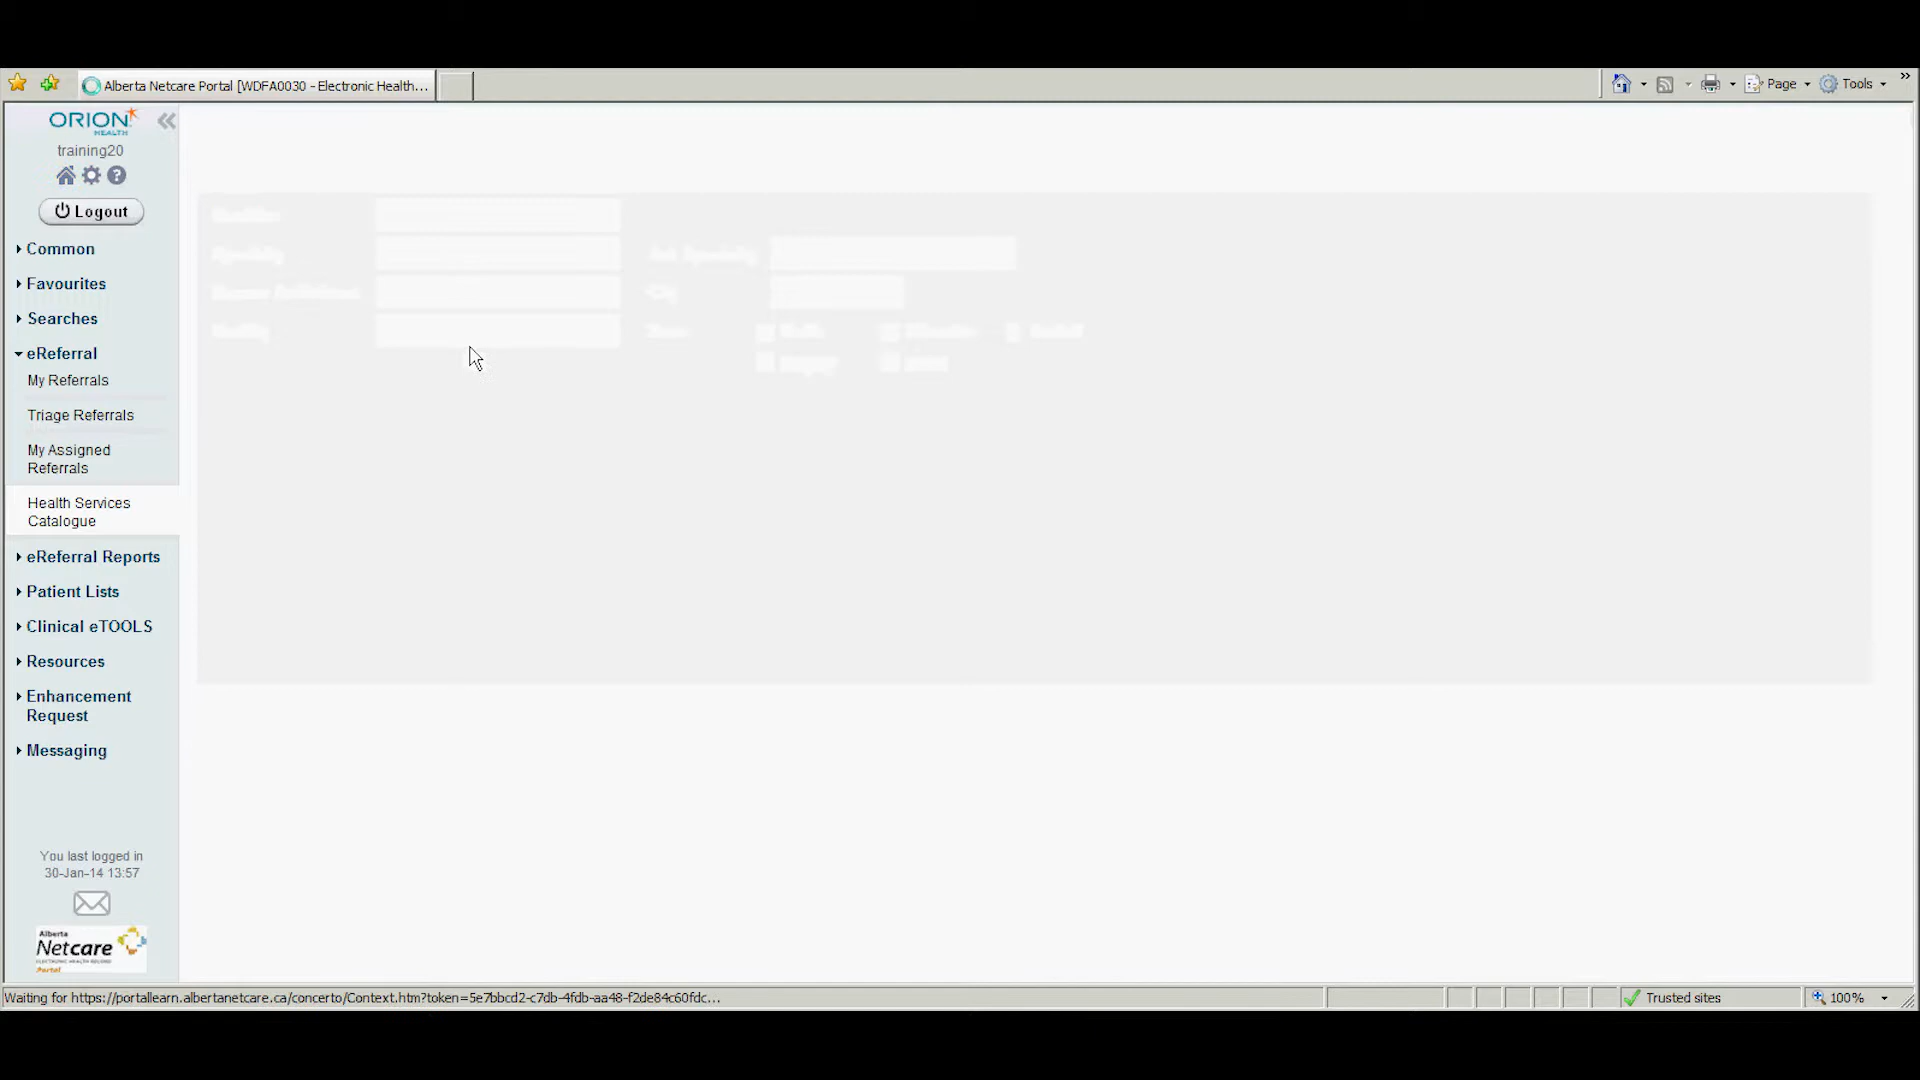 Alberta Netcare Portal [WDFA0030 - Electronic Health...
Page
Tools
ORION
HEALTH
training20
Logout
Common
Favourites
Searches
eReferral
My Referrals
Triage Referrals
My Assigned
Referrals
Health Services
Catalogue
eReferral Reports
Patient Lists
Clinical eTOOLS
Resources
Enhancement
Request
Messaging
You last logged in
30-Jan-14 13:57
Alberta
Netcare
ELECTRONIC HEALTH RECORD
Portal
Waiting for https://portallearn.albertanetcare.ca/concerto/Context.htm?token=5e7bbcd2-c7db-4fdb-aa48-f2de84c60fdc...
Trusted sites
100%